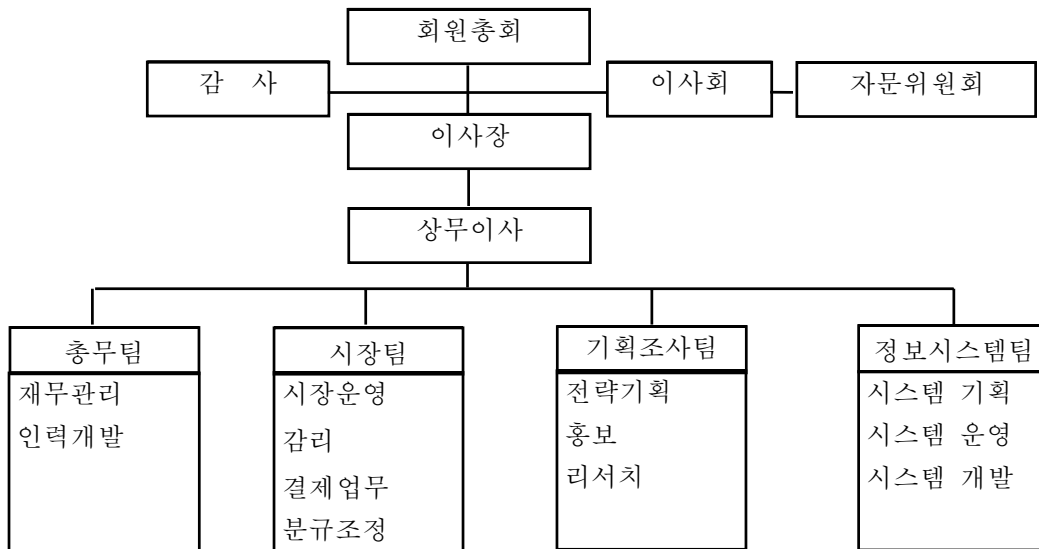 회원총회
감 사
이사회
자문위원회
이사장
상무이사
총무팀
재무관리
인력개발
시장팀
시장운영
감리
결제업무
분규조정
기획조사팀
전략기획
홍보
리서치
정보시스템팀
시스템 기획
시스템 운영
시스템 개발